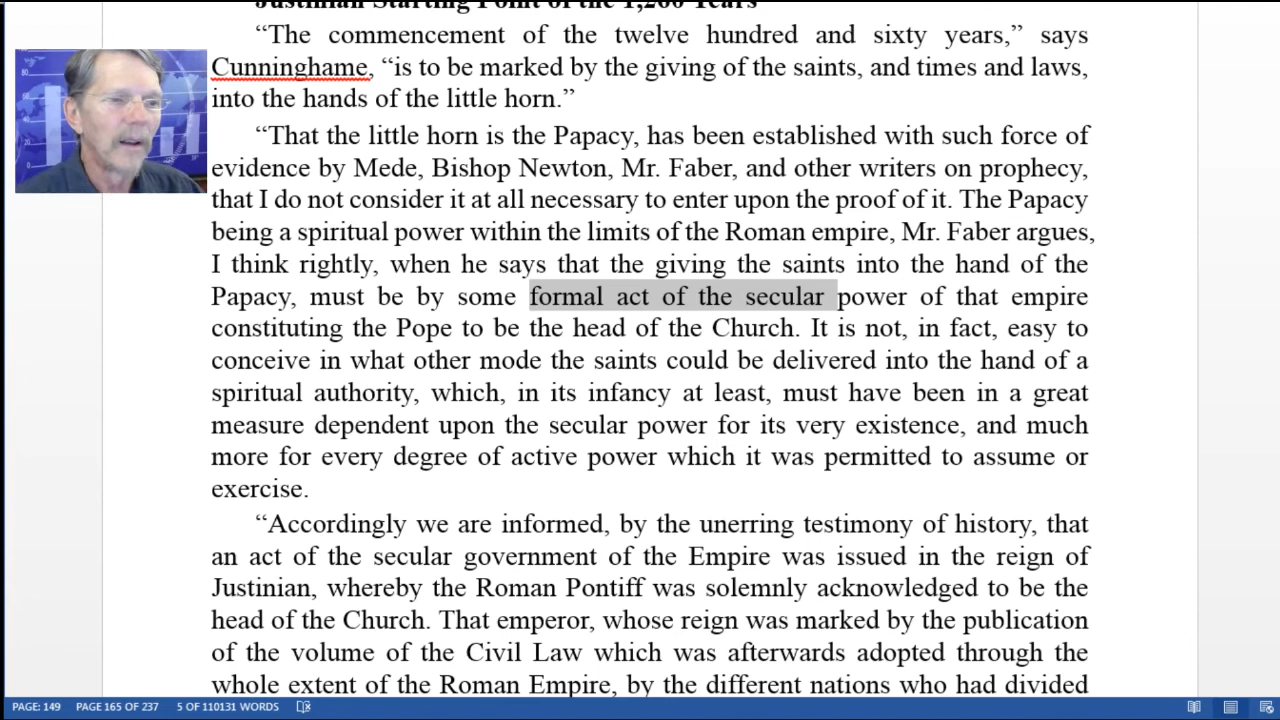 Justinian Starting Point of the 1,260 Years
“The commencement of the twelve hundred and sixty years,” says
Cunninghame, “is to be marked by the giving of the saints, and times and laws,
into the hands of the little horn.”
“That the little horn is the Papacy, has been established with such force of
evidence by Mede, Bishop Newton, Mr. Faber, and other writers on prophecy,
that I do not consider it at all necessary to enter upon the proof of it. The Papacy
being a spiritual power within the limits of the Roman empire, Mr. Faber argues,
I think rightly, when he says that the giving the saints into the hand of the
Papacy, must be by some formal act of the secular power of that empire
constituting the Pope to be the head of the Church. It is not, in fact, easy to
conceive in what other mode the saints could be delivered into the hand of a
spiritual authority, which, in its infancy at least, must have been in a great
measure dependent upon the secular power for its very existence, and much
more for every degree of active power which it was permitted to assume or
exercise.
“Accordingly we are informed, by the unerring testimony of history, that
an act of the secular government of the Empire was issued in the reign of
Justinian, whereby the Roman Pontiff was solemnly acknowledged to be the
head of the Church. That emperor, whose reign was marked by the publication
of the volume of the Civil Law which was afterwards adopted through the
whole extent of the Roman Empire, by the different nations who had divided
PAGE: 149 PAGE 165 OF 237 5 OF 110131 WORDS